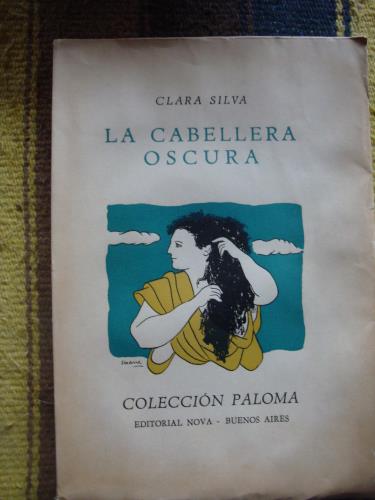 CLARA SILVA
LA CABELLERA
OSCURA
COLECCIÓN PALOMA
EDITORIAL NOVA - BUENOS AIRES